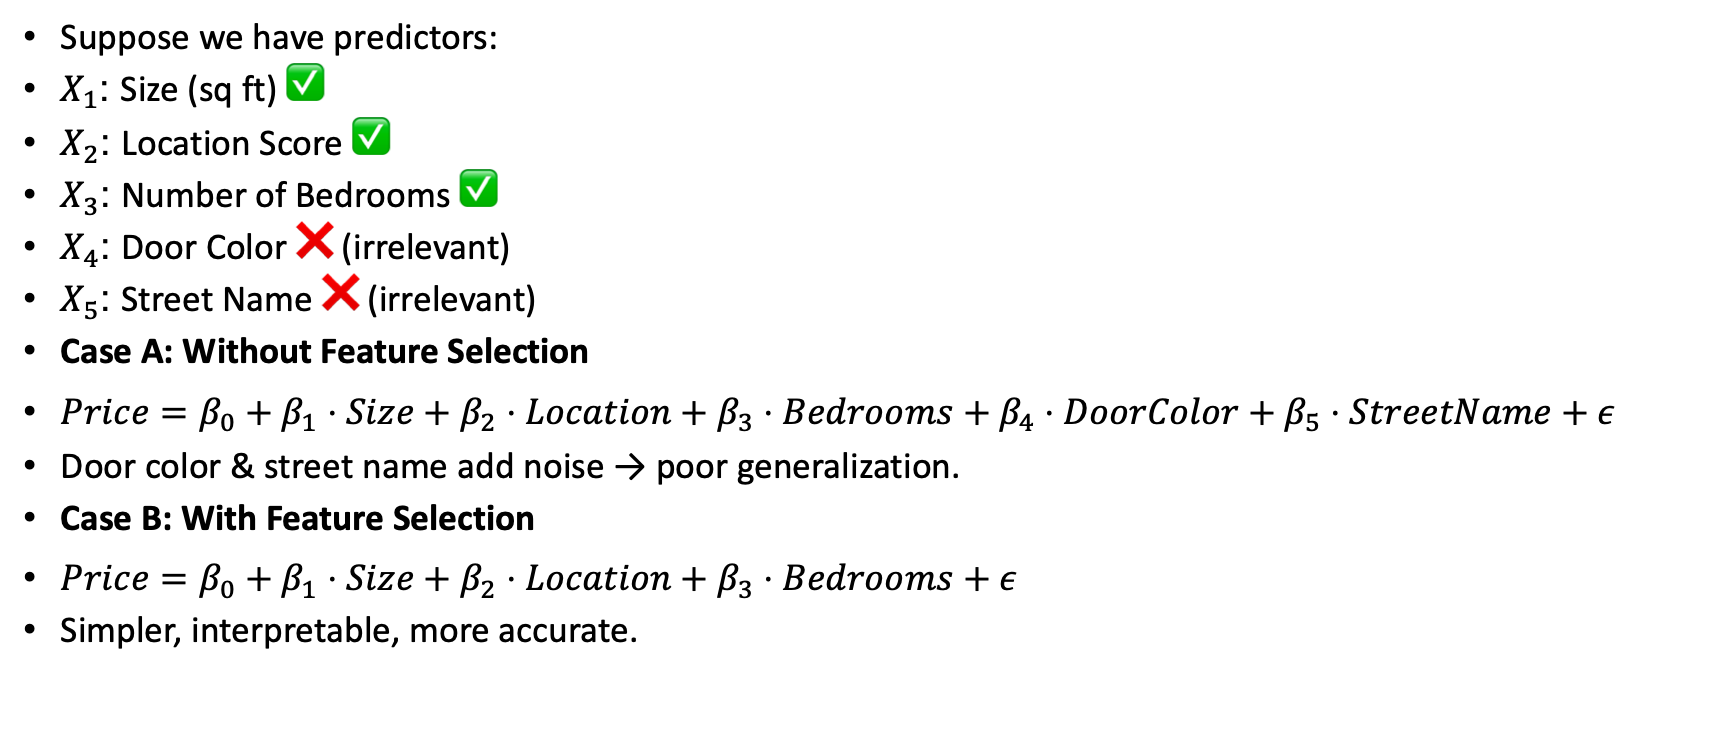 • Suppose we have predictors:
• X₁: Size (sq ft) ✅
• X₂: Location Score ✅
• X₃: Number of Bedrooms ✅
• X₄: Door Color ❌ (irrelevant)
• X₅: Street Name ❌ (irrelevant)
• Case A: Without Feature Selection
• Price = β₀ + β₁ · Size + β₂ · Location + β₃ · Bedrooms + β₄ · DoorColor + β₅ · StreetName + ϵ
• Door color & street name add noise → poor generalization.
• Case B: With Feature Selection
• Price = β₀ + β₁ · Size + β₂ · Location + β₃ · Bedrooms + ϵ
• Simpler, interpretable, more accurate.